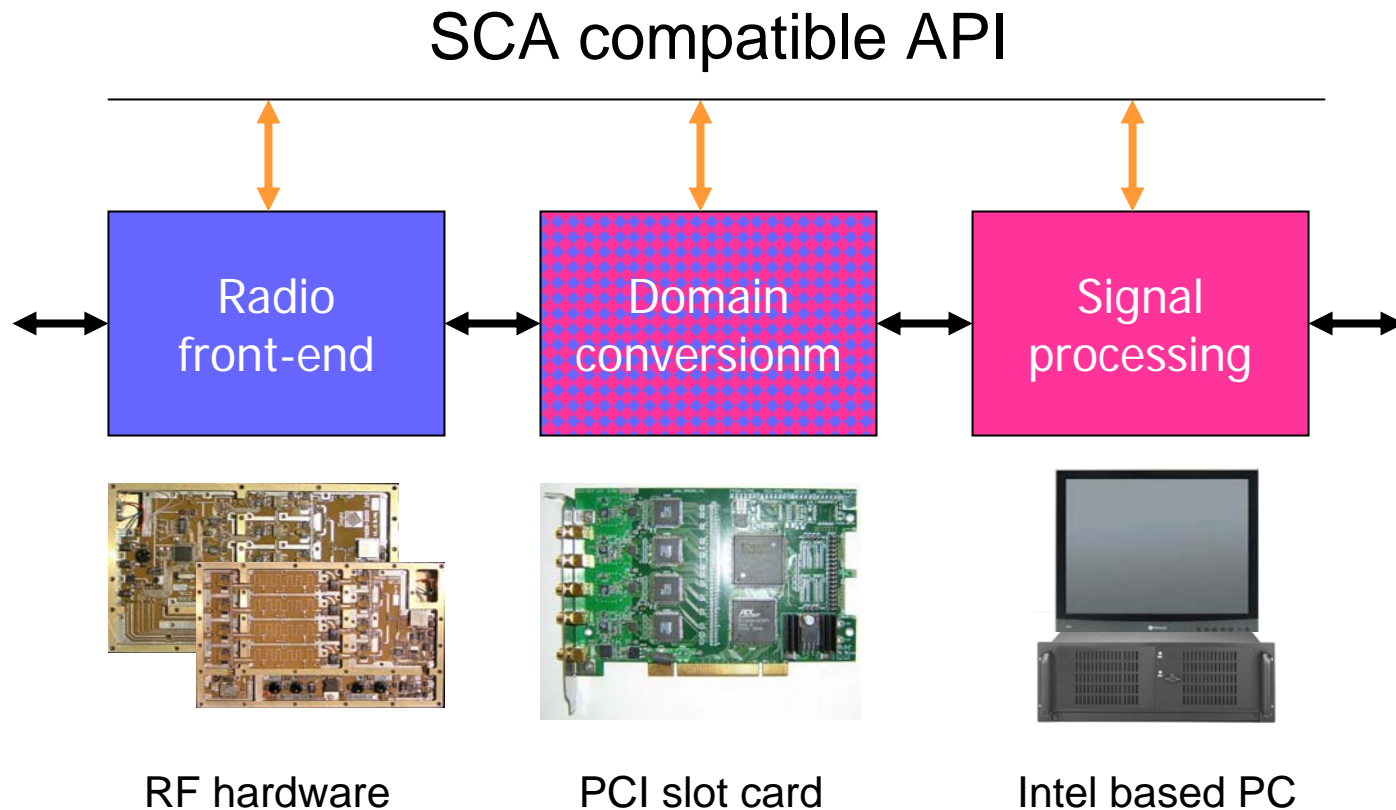 SCA compatible API
Radio
front-end
Domain
conversionm
Signal
processing
RF hardware
PCI slot card
Intel based PC